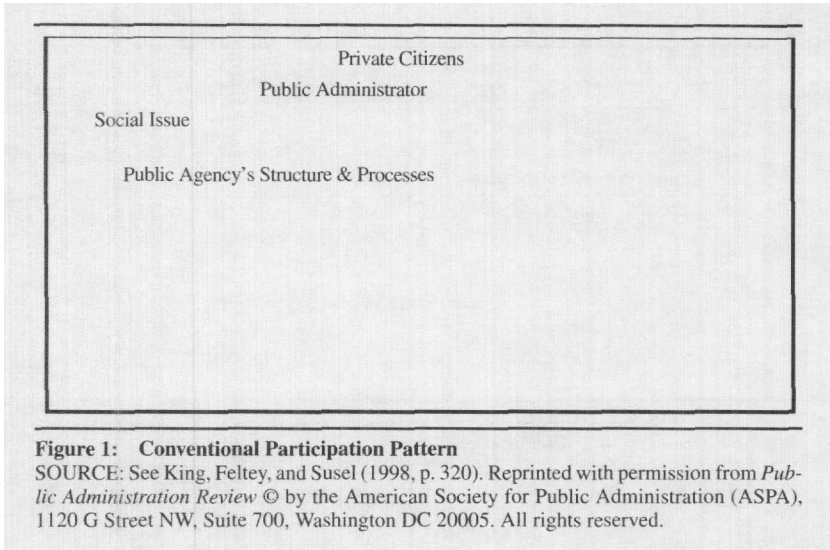 Private Citizens
Public Administrator
Social Issue
Public Agency's Structure & Processes
Figure 1: Conventional Participation Pattern
SOURCE: See King, Feltey, and Susel (1998, p. 320). Reprinted with permission from Pub-
lic Administration Review © by the American Society for Public Administration (ASPA),
1120 G Street NW, Suite 700, Washington DC 20005. All rights reserved.